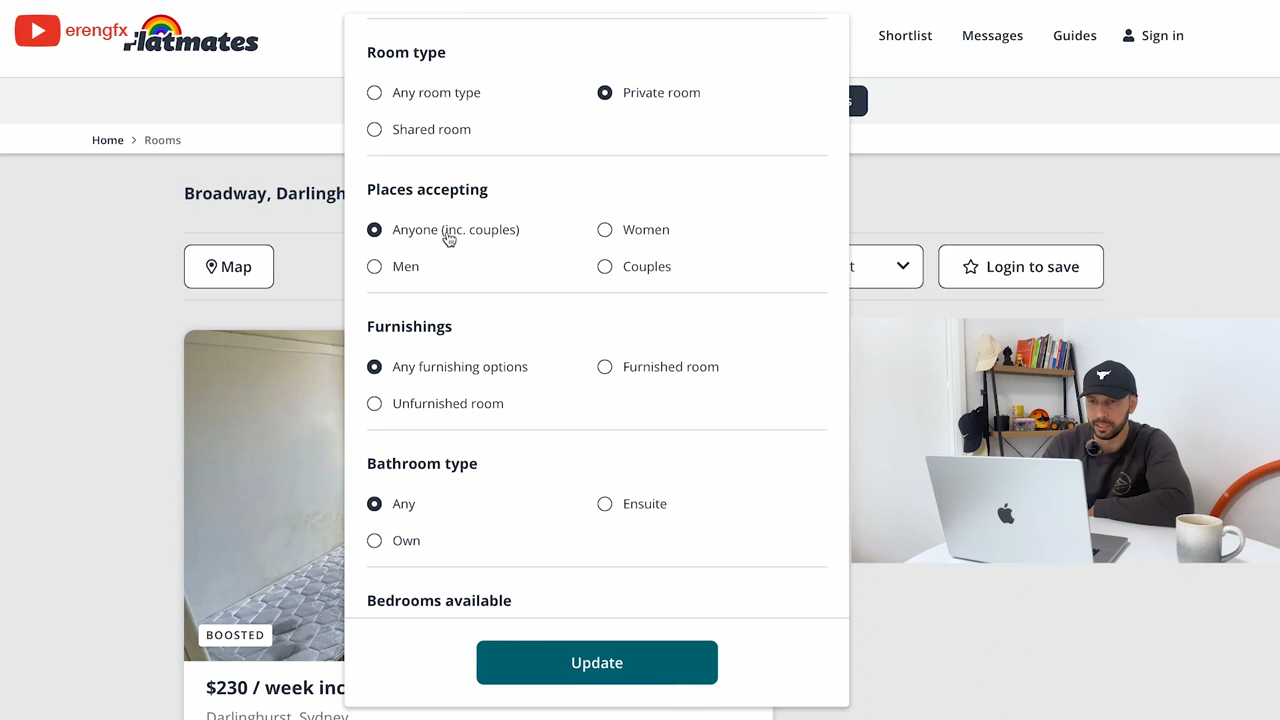 erengfx
flatmates
Shortlist
Messages
Guides
Sign in
Home > Rooms
Broadway, Darlingh
Map
Login to save
Room type
Any room type
Private room
Shared room
Places accepting
Anyone (inc. couples)
Women
Men
Couples
Furnishings
Any furnishing options
Furnished room
Unfurnished room
Bathroom type
Any
Ensuite
Own
Bedrooms available
Update
BOOSTED
$230 / week inc
Darlinghurst, Sydney